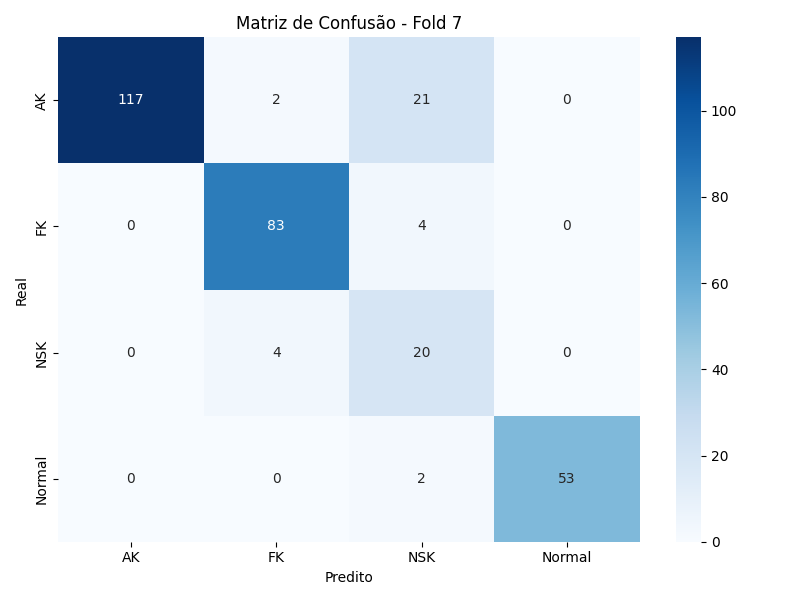 Matriz de Confusão - Fold 7
AK 117 2 21 0
FK 0 83 4 0
NSK 0 4 20 0
Normal 0 0 2 53
AK FK NSK Normal
Predito
Real
100
80
60
40
20
0